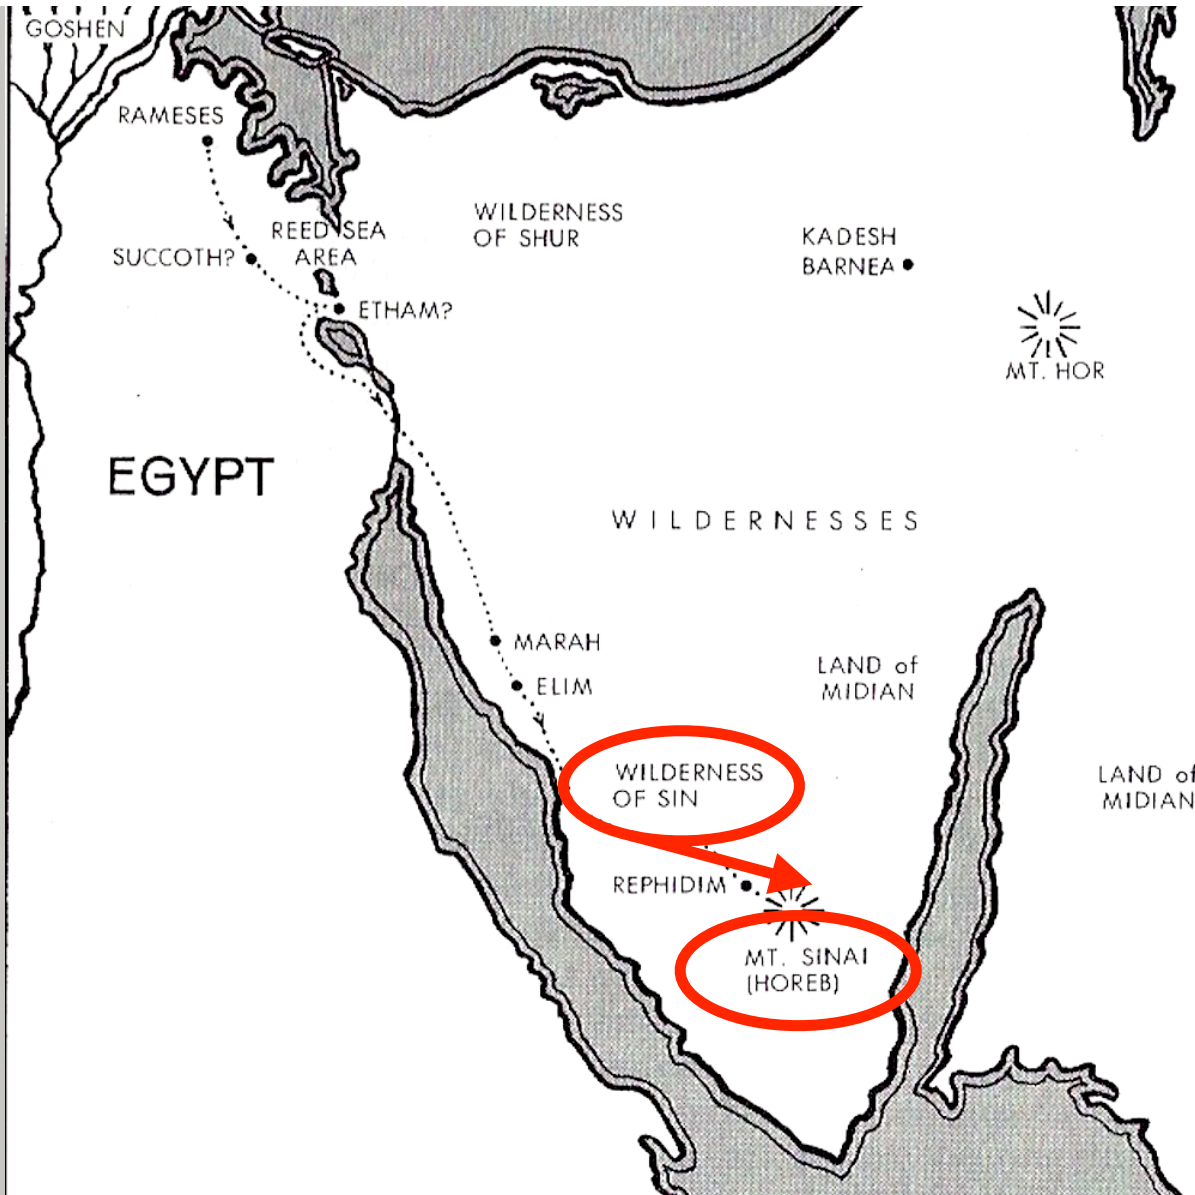 GOSHEN
RAMESES
WILDERNESS
OF SHUR
REED SEA
AREA
KADESH
BARNEA
SUCCOTH?
ETHAM?
MT. HOR
EGYPT
WILDERNESSES
MARAH
ELIM
LAND of
MIDIAN
WILDERNESS
OF SIN
LAND of
MIDIAN
REPHIDIM
MT. SINAI
(HOREB)